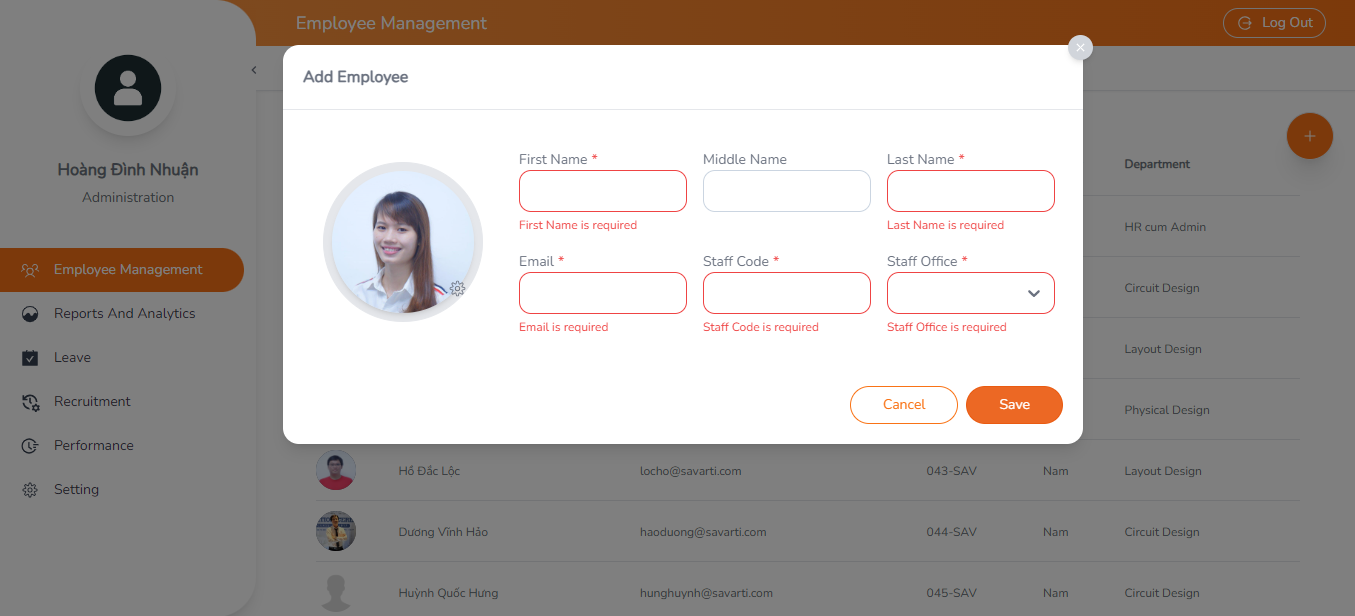 Employee Management
Log Out
Hoàng Đình Nhuận
Administration
Employee Management
Reports And Analytics
Leave
Recruitment
Performance
Setting
Add Employee
First Name *
Middle Name
Last Name *
First Name is required
Last Name is required
Email *
Staff Code *
Staff Office *
Email is required
Staff Code is required
Staff Office is required
Cancel
Save
Department
HR cum Admin
Circuit Design
Layout Design
Physical Design
Hồ Đắc Lộc locho@savarti.com 043-SAV Nam Layout Design
Dương Vĩnh Hảo haoduong@savarti.com 044-SAV Nam Circuit Design
Huỳnh Quốc Hưng hunghuynh@savarti.com 045-SAV Nam Circuit Design